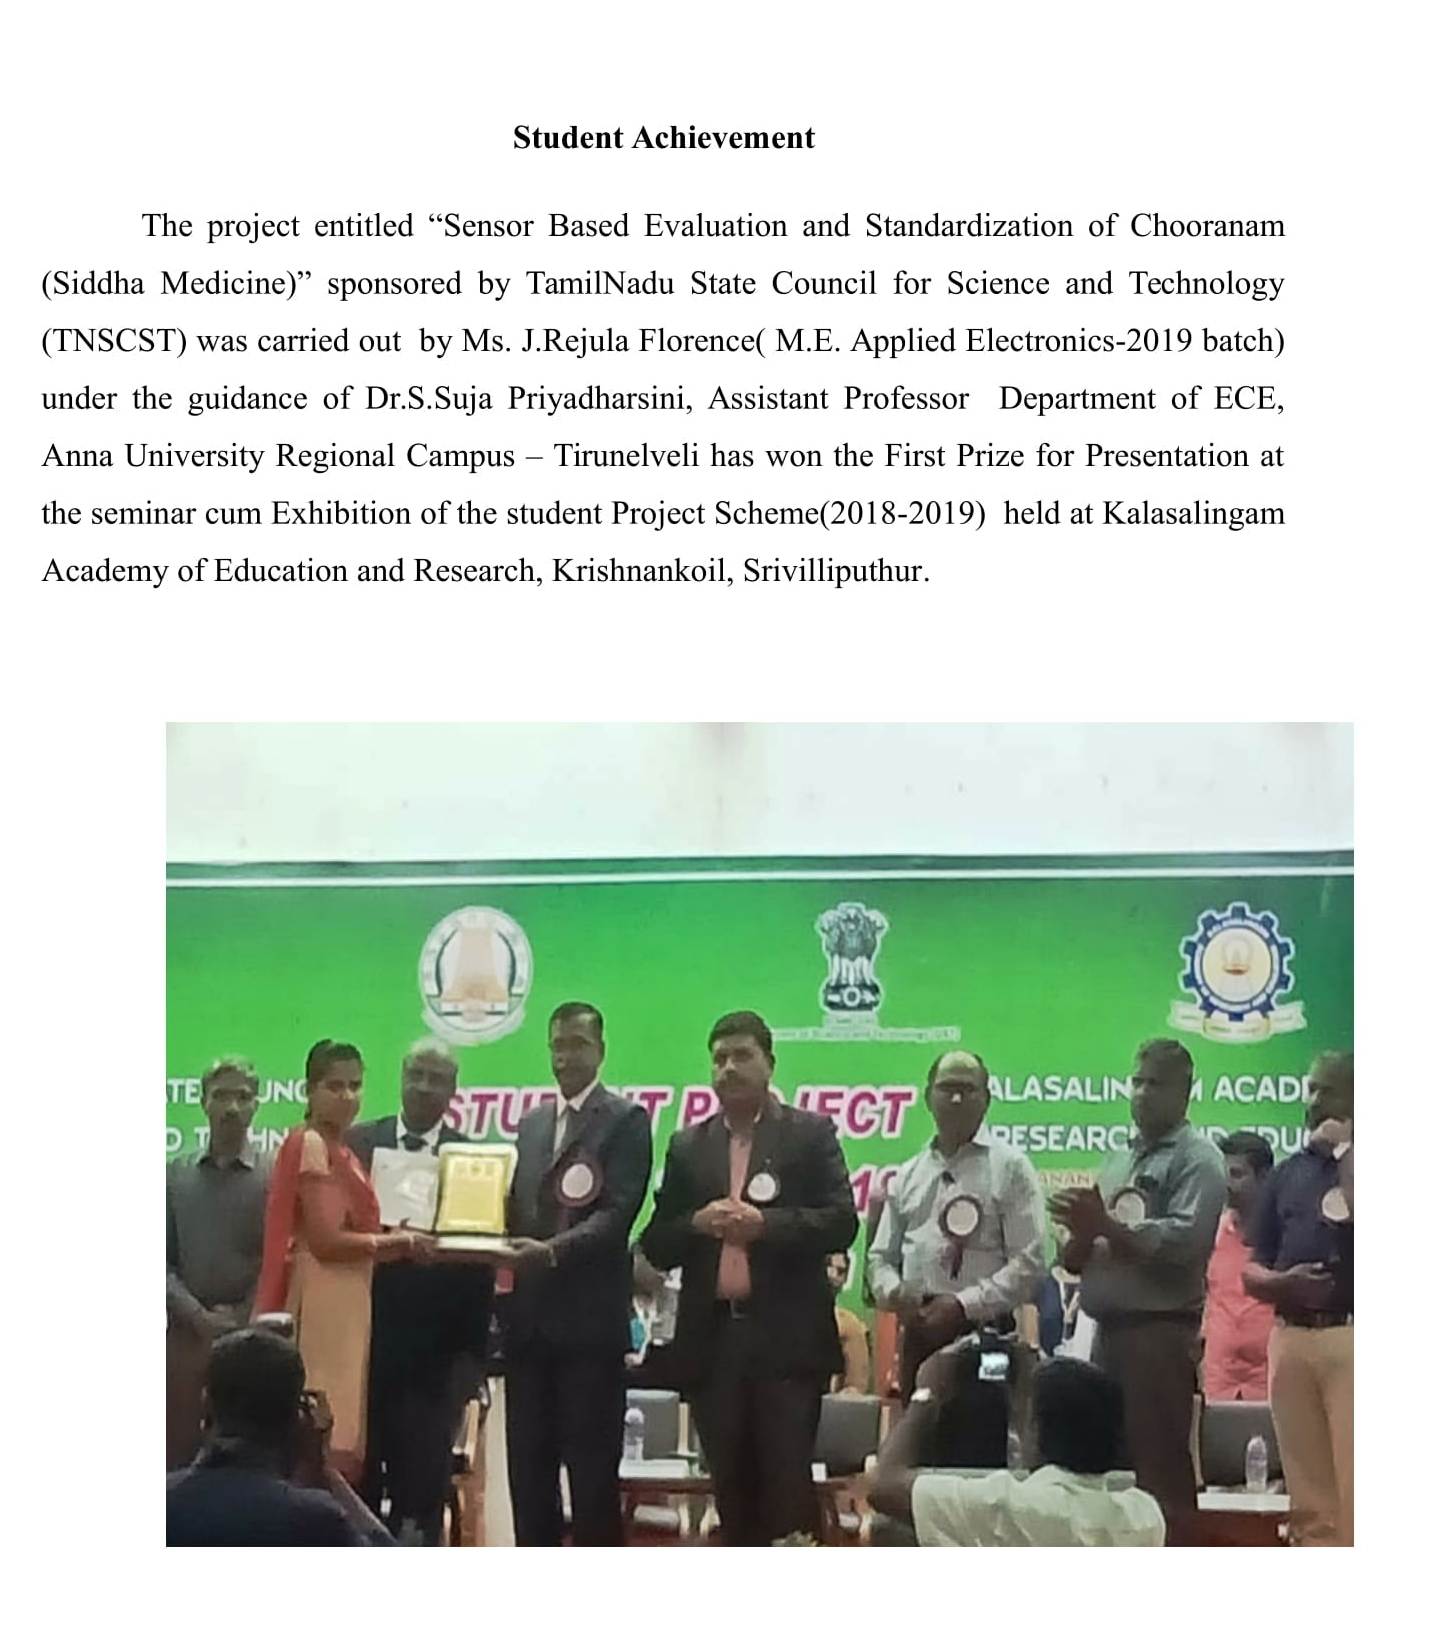 Student Achievement
The project entitled “Sensor Based Evaluation and Standardization of Chooranam
(Siddha Medicine)” sponsored by TamilNadu State Council for Science and Technology
(TNSCST) was carried out  by Ms. J.Rejula Florence( M.E. Applied Electronics-2019 batch)
under the guidance of Dr.S.Suja Priyadharsini, Assistant Professor  Department of ECE,
Anna University Regional Campus – Tirunelveli has won the First Prize for Presentation at
the seminar cum Exhibition of the student Project Scheme(2018-2019)  held at Kalasalingam
Academy of Education and Research, Krishnankoil, Srivilliputhur.
ACAD